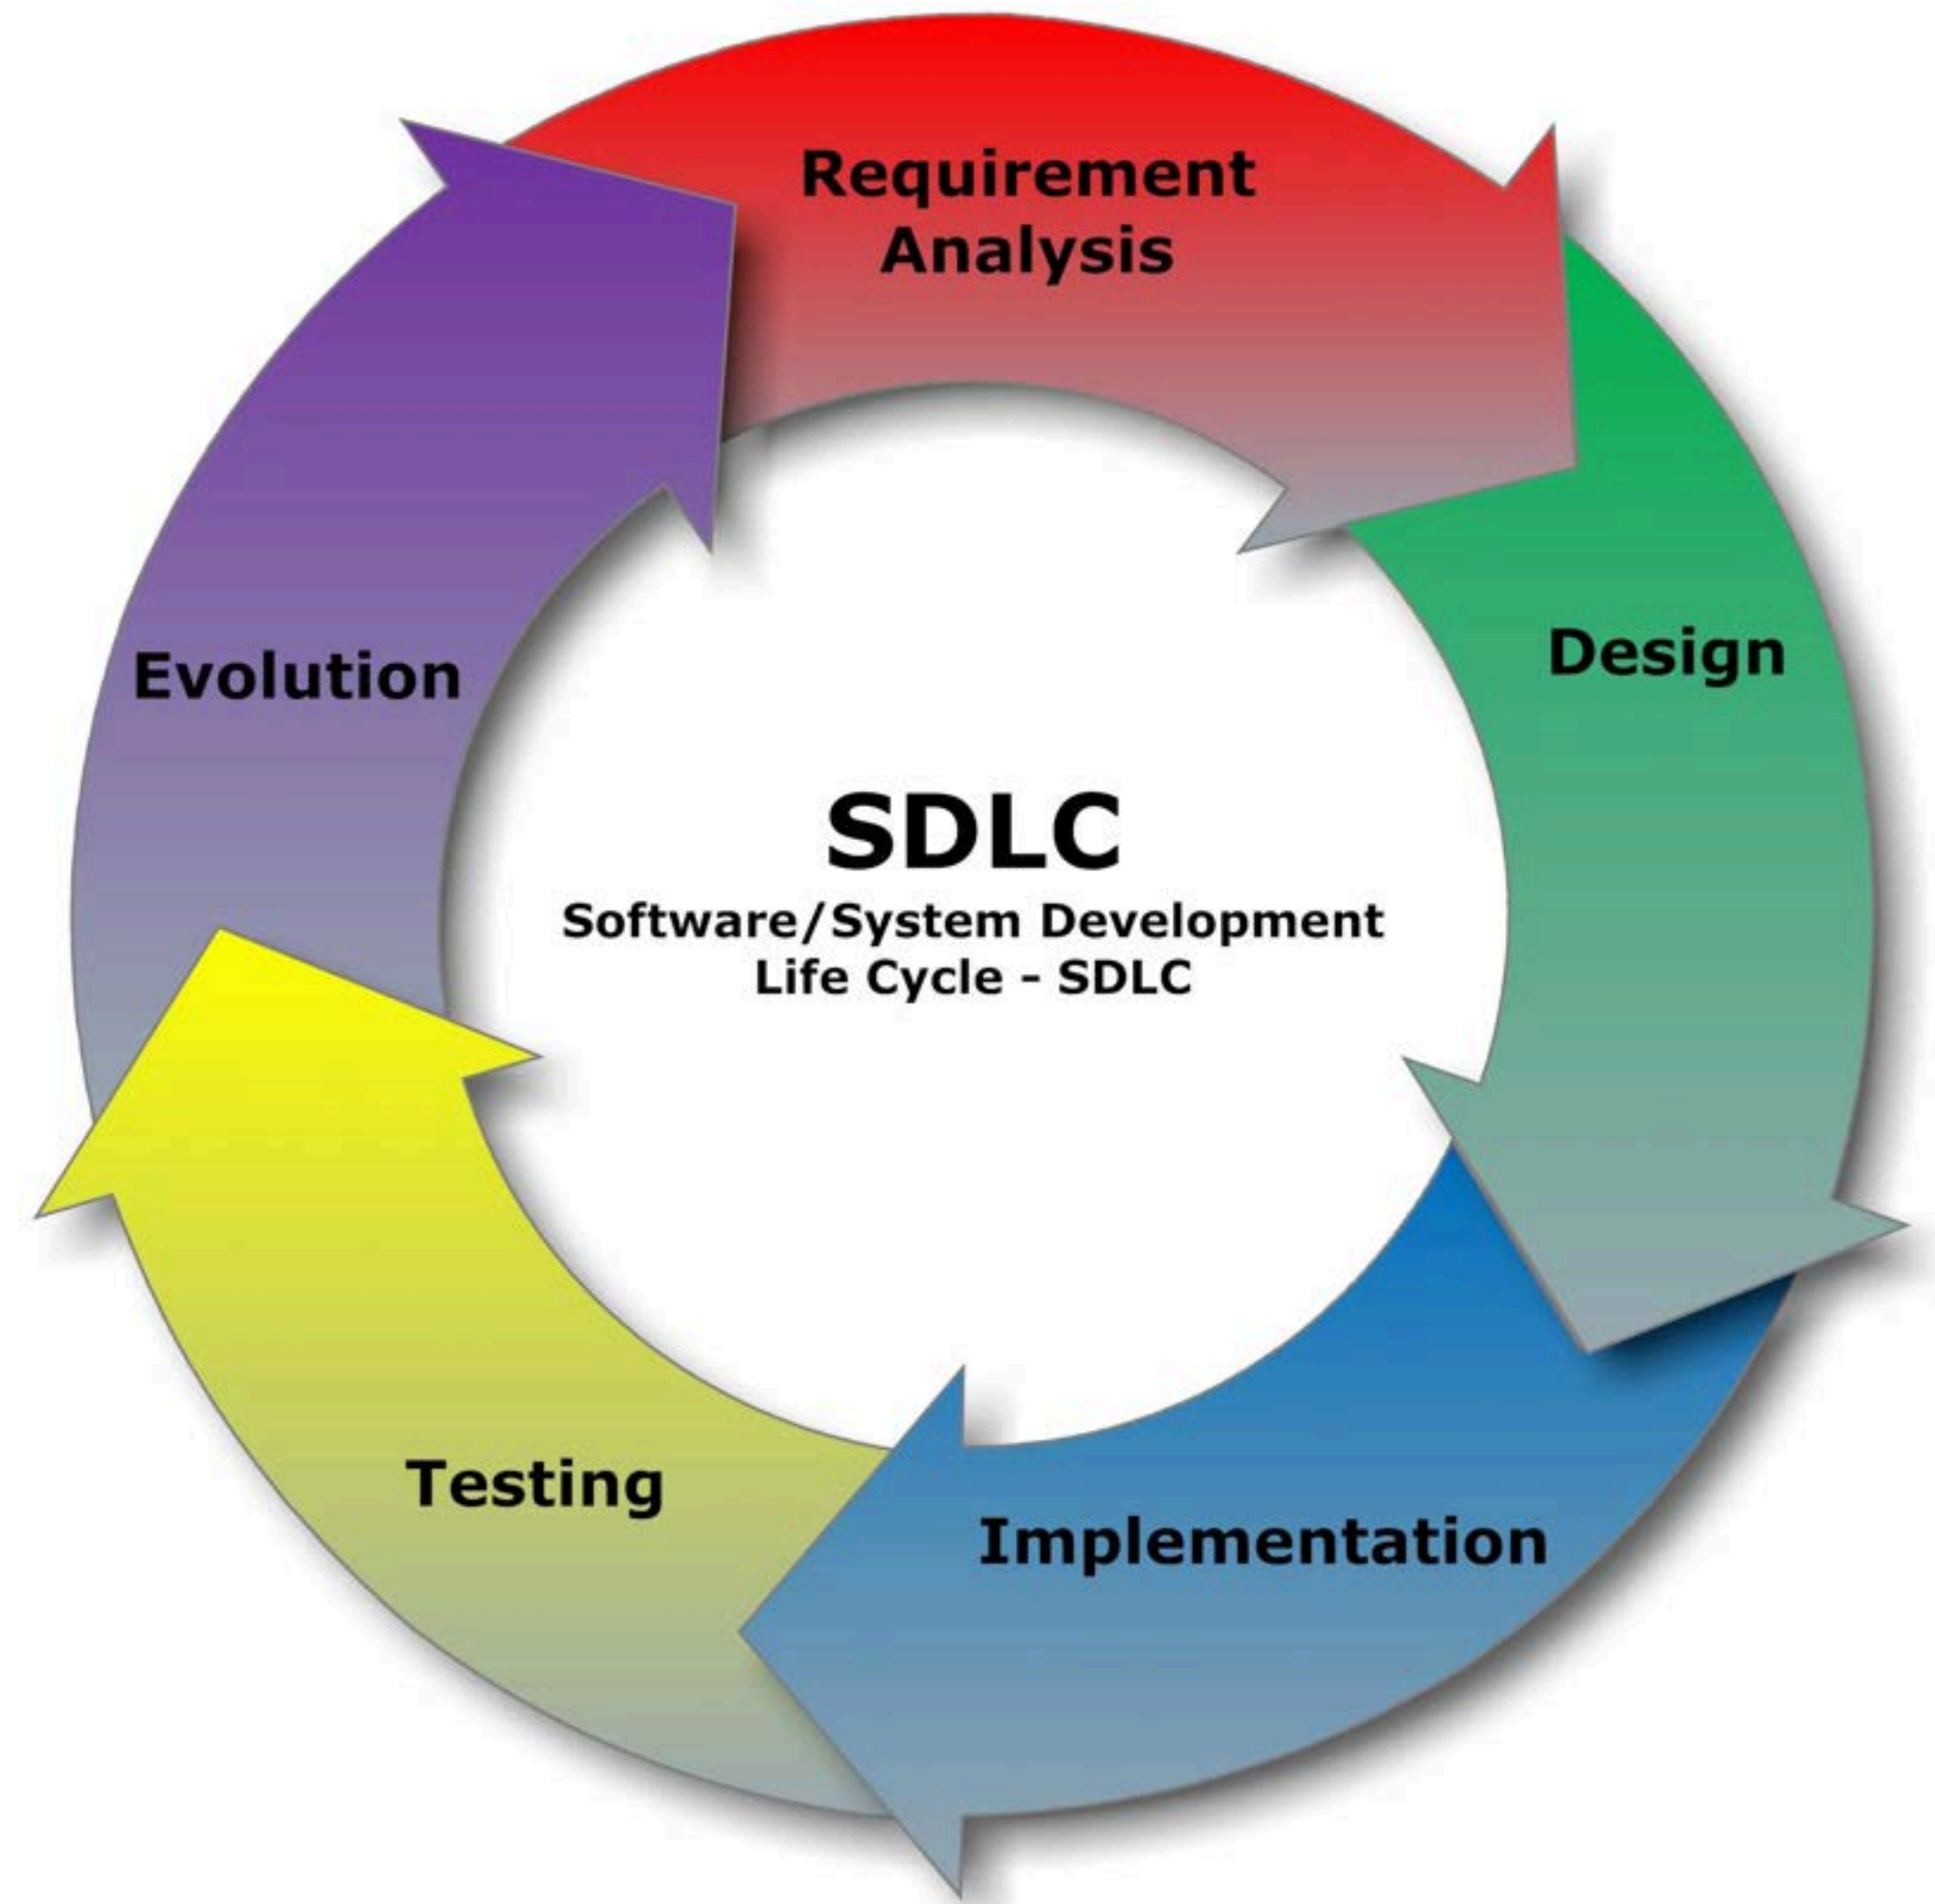 Requirement
Analysis
Design
Evolution
SDLC
Software/System Development
Life Cycle - SDLC
Testing
Implementation